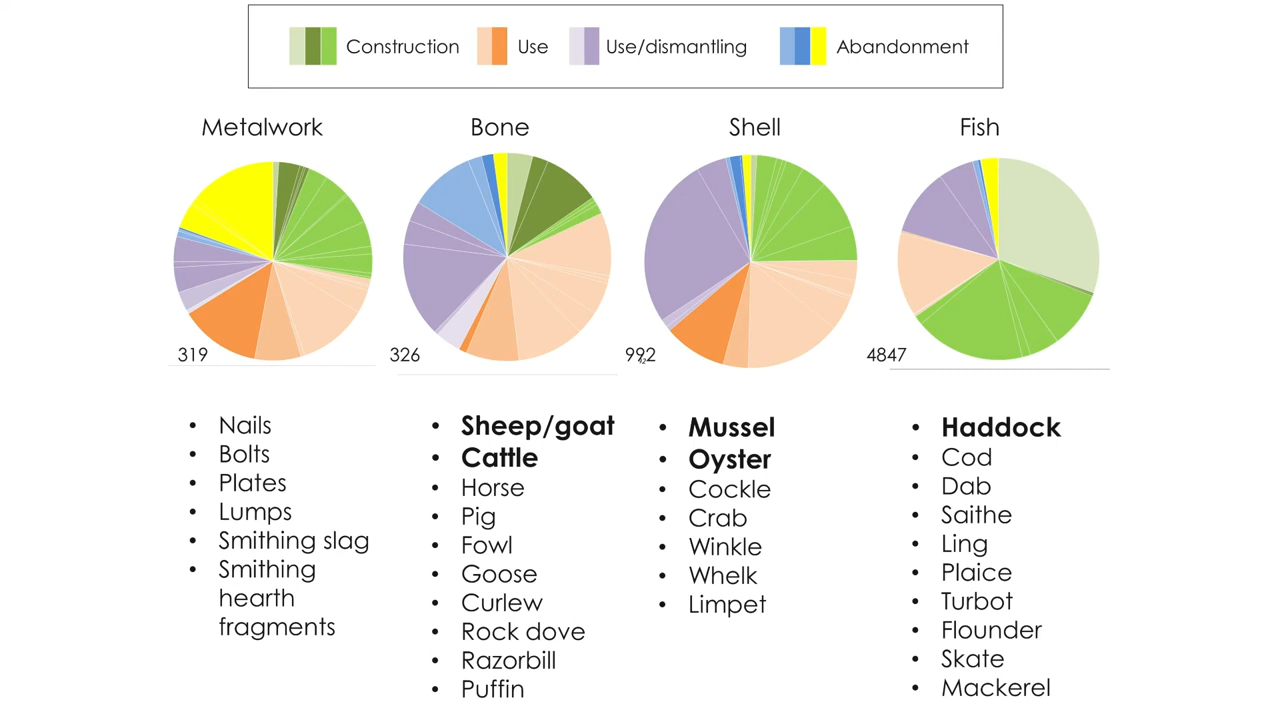 Construction
Use
Use/dismantling
Abandonment
Metalwork
Bone
Shell
Fish
319
326
992
4847
• Nails
• Bolts
• Plates
• Lumps
• Smithing slag
• Smithing
hearth
fragments
• Sheep/goat
• Cattle
• Horse
• Pig
• Fowl
• Goose
• Curlew
• Rock dove
• Razorbill
• Puffin
• Mussel
• Oyster
• Cockle
• Crab
• Winkle
• Whelk
• Limpet
• Haddock
• Cod
• Dab
• Saithe
• Ling
• Plaice
• Turbot
• Flounder
• Skate
• Mackerel